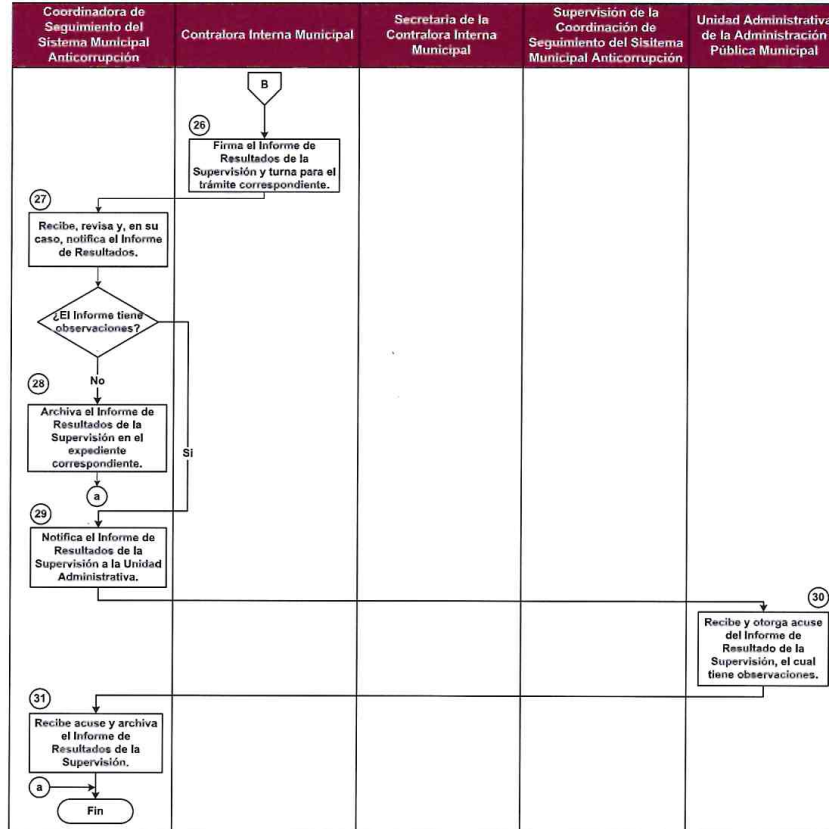 Coordinadora de
Seguimiento del
Sistema Municipal
Anticorrupción
Contralora Interna Municipal
Secretaria de la
Contralora Interna
Municipal
Supervisión de la
Coordinación de
Seguimiento del Sisitema
Municipal Anticorrupción
Unidad Administrativa
de la Administración
Pública Municipal
B
26
Firma el Informe de
Resultados de la
Supervisión y turna para el
trámite correspondiente.
27
Recibe, revisa y, en su
caso, notifica el Informe
de Resultados.
¿El Informe tiene
observaciones?
No
Si
28
Archiva el Informe de
Resultados de la
Supervisión en el
expediente
correspondiente.
a
29
Notifica el Informe de
Resultados de la
Supervisión a la Unidad
Administrativa.
30
Recibe y otorga acuse
del Informe de
Resultado de la
Supervisión, el cual
tiene observaciones.
31
Recibe acuse y archiva
el Informe de
Resultados de la
Supervisión.
a
Fin